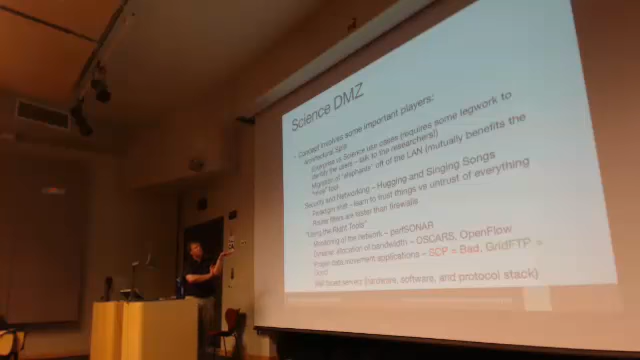 Science DMZ
Concept involves some important players:
Architectural Split
Enterprise vs Science use cases (requires some legwork to
identify the users – talk to the researchers!)
Migration of "elephants" off of the LAN (mutually benefits the
"mice" too)
Security and Networking – Hugging and Singing Songs
Paradigm shift – learn to trust things vs untrust of everything
Router filters are faster than firewalls
"Using the Right Tools"
Monitoring of the network – perfSONAR
Dynamic allocation of bandwidth – OSCARS, OpenFlow
Proper data movement applications – SCP = Bad, GridFTP =
Good
Well tuned servers (hardware, software, and protocol stack)